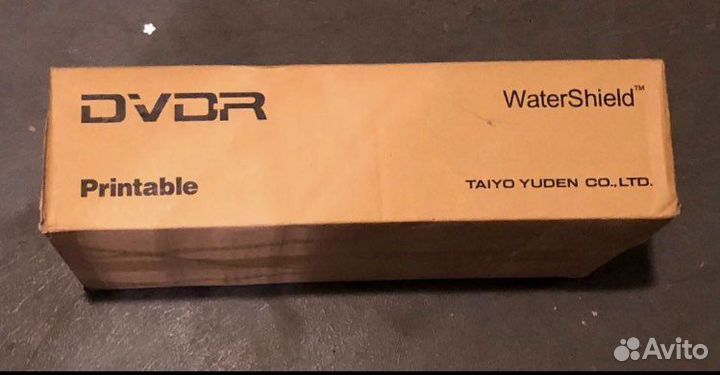 DVDR
WaterShield™
Printable
TAIYO YUDEN CO.,LTD.
Avito